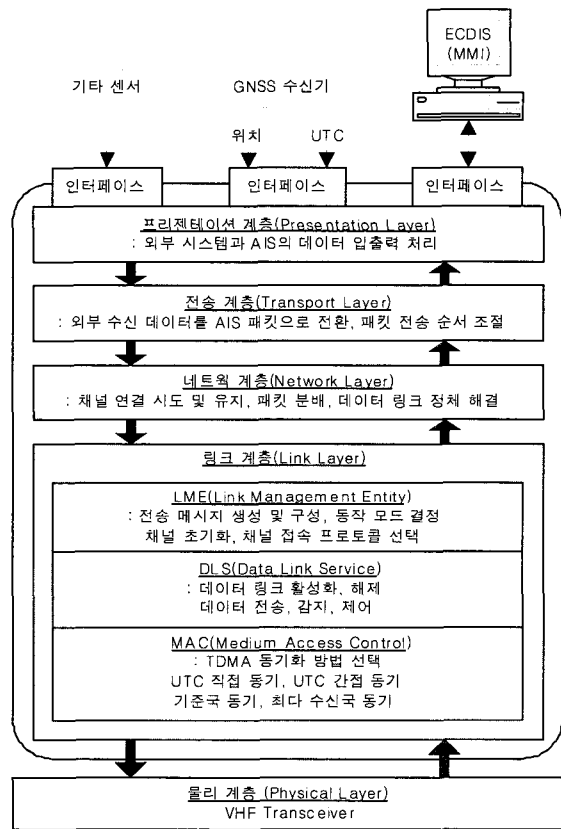 ECDIS
(MMI)
기타 센서
GNSS 수신기
위치
UTC
인터페이스
인터페이스
인터페이스
프리젠테이션 계층(Presentation Layer)
: 외부 시스템과 AIS의 데이터 입출력 처리
전송 계층(Transport Layer)
: 외부 수신 데이터를 AIS 패킷으로 전환, 패킷 전송 순서 조절
네트웍 계층(Network Layer)
: 채널 연결 시도 및 유지, 패킷 분배, 데이터 링크 정체 해결
링크 계층(Link Layer)
LME(Link Management Entity)
: 전송 메시지 생성 및 구성, 동작 모드 결정
채널 초기화, 채널 접속 프로토콜 선택
DLS(Data Link Service)
: 데이터 링크 활성화, 해제
데이터 전송, 감지, 제어
MAC(Medium Access Control)
: TDMA 동기화 방법 선택
UTC 직접 동기, UTC 간접 동기
기준국 동기, 최다 수신국 동기
물리 계층(Physical Layer)
VHF Transceiver